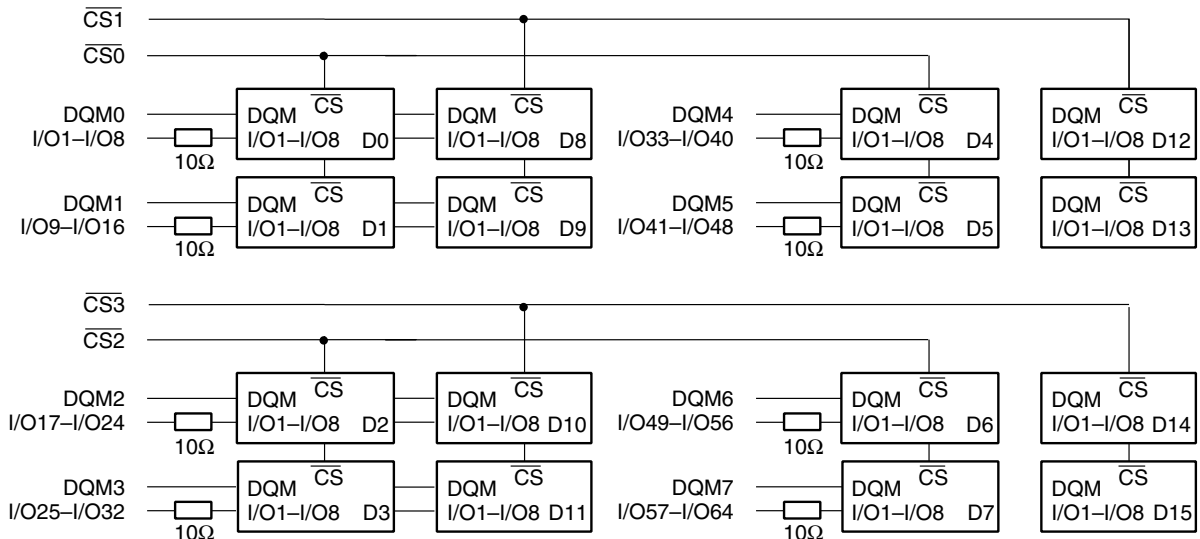 CS1
CS0
DQM0 DQM CS DQM CS DQM4 DQM CS DQM CS
I/O1–I/O8 I/O1–I/O8 D0 I/O1–I/O8 D8 I/O33–I/O40 I/O1–I/O8 D4 I/O1–I/O8 D12
10Ω 10Ω
DQM1 DQM CS DQM CS DQM5 DQM CS DQM CS
I/O9–I/O16 I/O1–I/O8 D1 I/O1–I/O8 D9 I/O41–I/O48 I/O1–I/O8 D5 I/O1–I/O8 D13
10Ω 10Ω
CS3
CS2
DQM2 DQM CS DQM CS DQM6 DQM CS DQM CS
I/O17–I/O24 I/O1–I/O8 D2 I/O1–I/O8 D10 I/O49–I/O56 I/O1–I/O8 D6 I/O1–I/O8 D14
10Ω 10Ω
DQM3 DQM CS DQM CS DQM7 DQM CS DQM CS
I/O25–I/O32 I/O1–I/O8 D3 I/O1–I/O8 D11 I/O57–I/O64 I/O1–I/O8 D7 I/O1–I/O8 D15
10Ω 10Ω